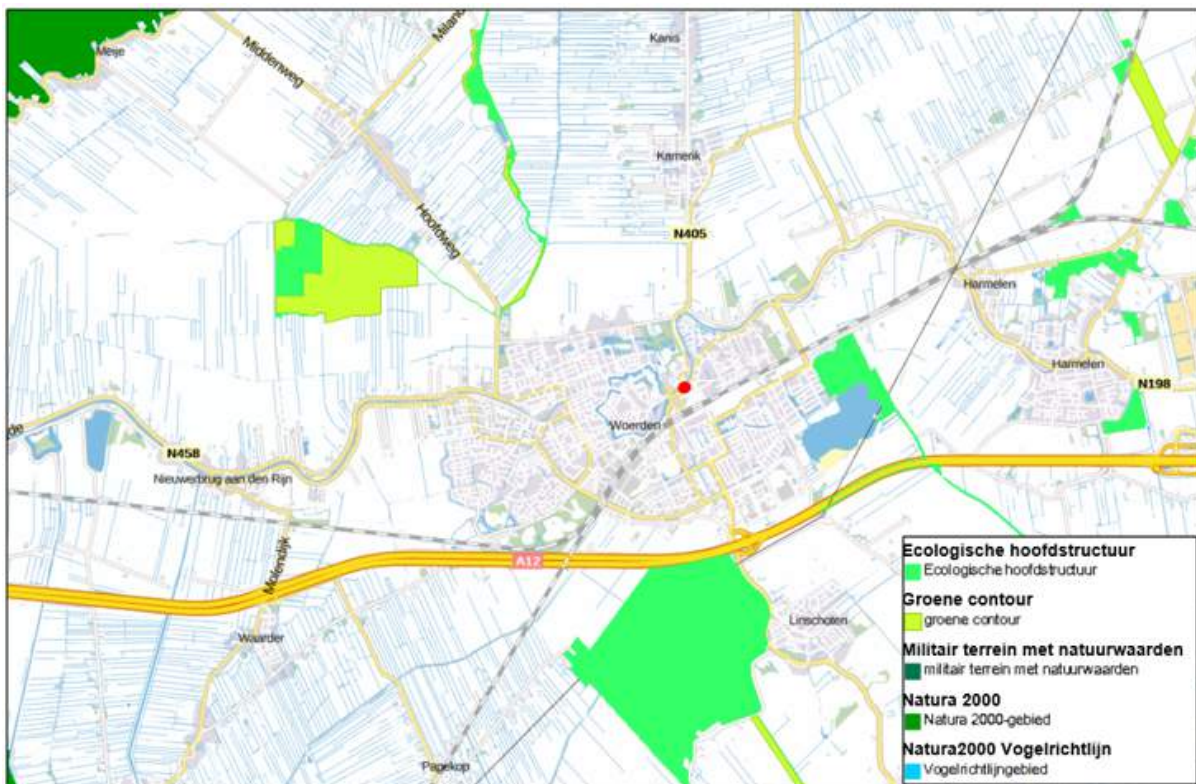 Meije
Middenweg
Miland
Kanis
Kamerik
Hoofdweg
N405
Harmelen
Harmelen
N198
Woerden
de
N458
Nieuwerbrug aan den Rijn
A12
Molendijk
Waarder
Linschoten
Papekop
Ecologische hoofdstructuur
Ecologische hoofdstructuur
Groene contour
groene contour
Militair terrein met natuurwaarden
militair terrein met natuurwaarden
Natura 2000
Natura 2000-gebied
Natura2000 Vogelrichtlijn
Vogelrichtlijngebied